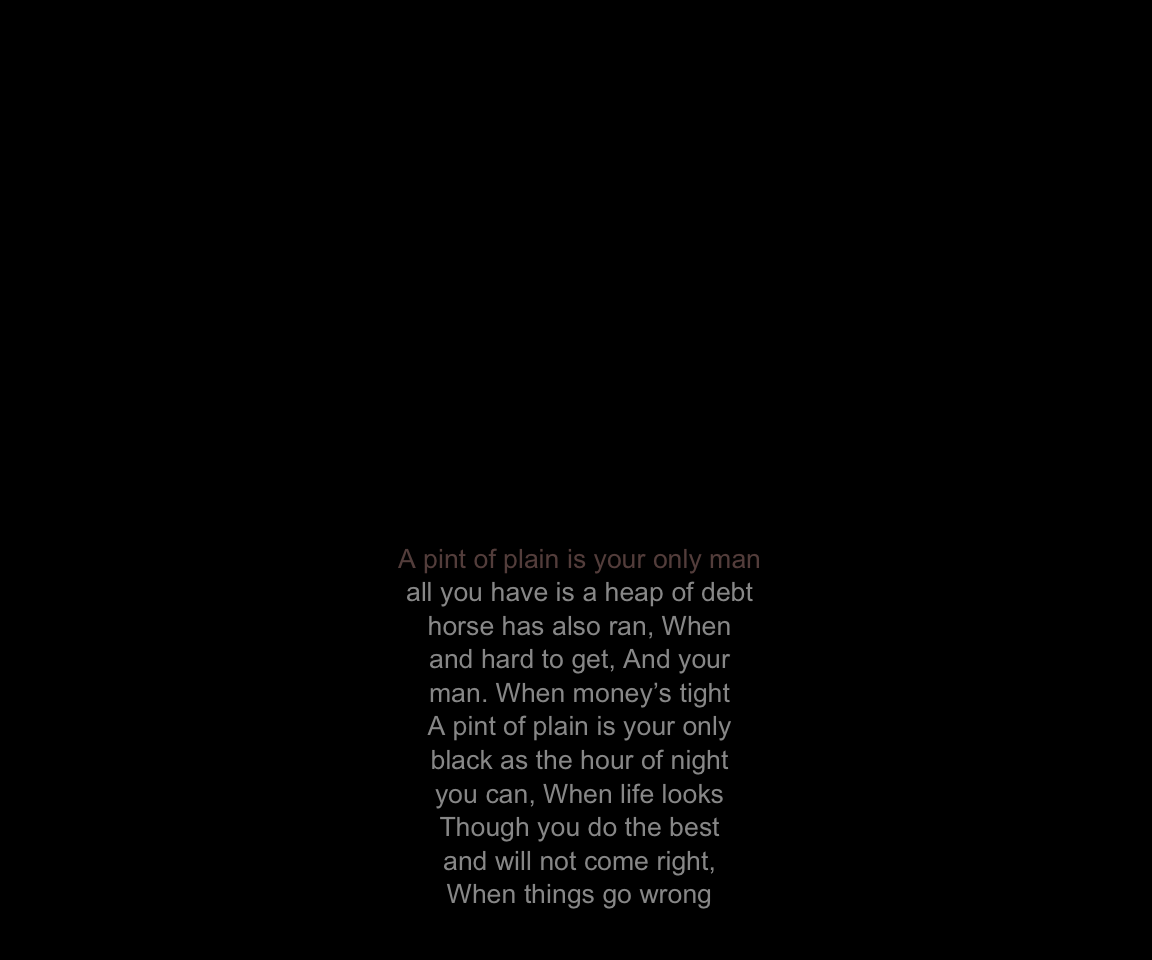 A pint of plain is your only man
all you have is a heap of debt
horse has also ran, When
and hard to get, And your
man. When money’s tight
A pint of plain is your only
black as the hour of night
you can, When life looks
Though you do the best
and will not come right,
When things go wrong